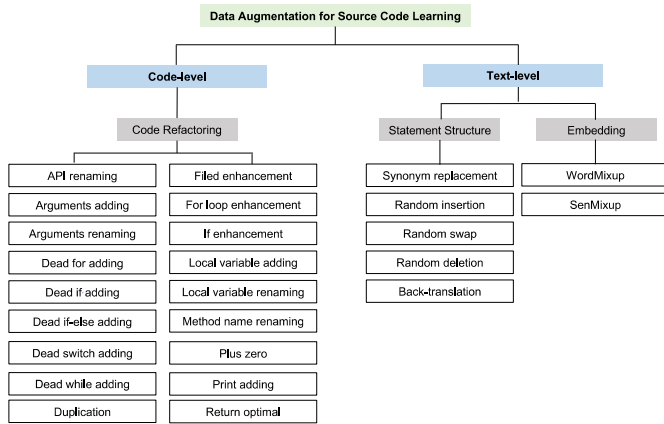 Data Augmentation for Source Code Learning
Code-level
Text-level
Code Refactoring
Statement Structure
Embedding
API renaming
Filed enhancement
Synonym replacement
WordMixup
Arguments adding
For loop enhancement
Random insertion
SenMixup
Arguments renaming
If enhancement
Random swap
Dead for adding
Local variable adding
Random deletion
Dead if adding
Local variable renaming
Back-translation
Dead if-else adding
Method name renaming
Dead switch adding
Plus zero
Dead while adding
Print adding
Duplication
Return optimal